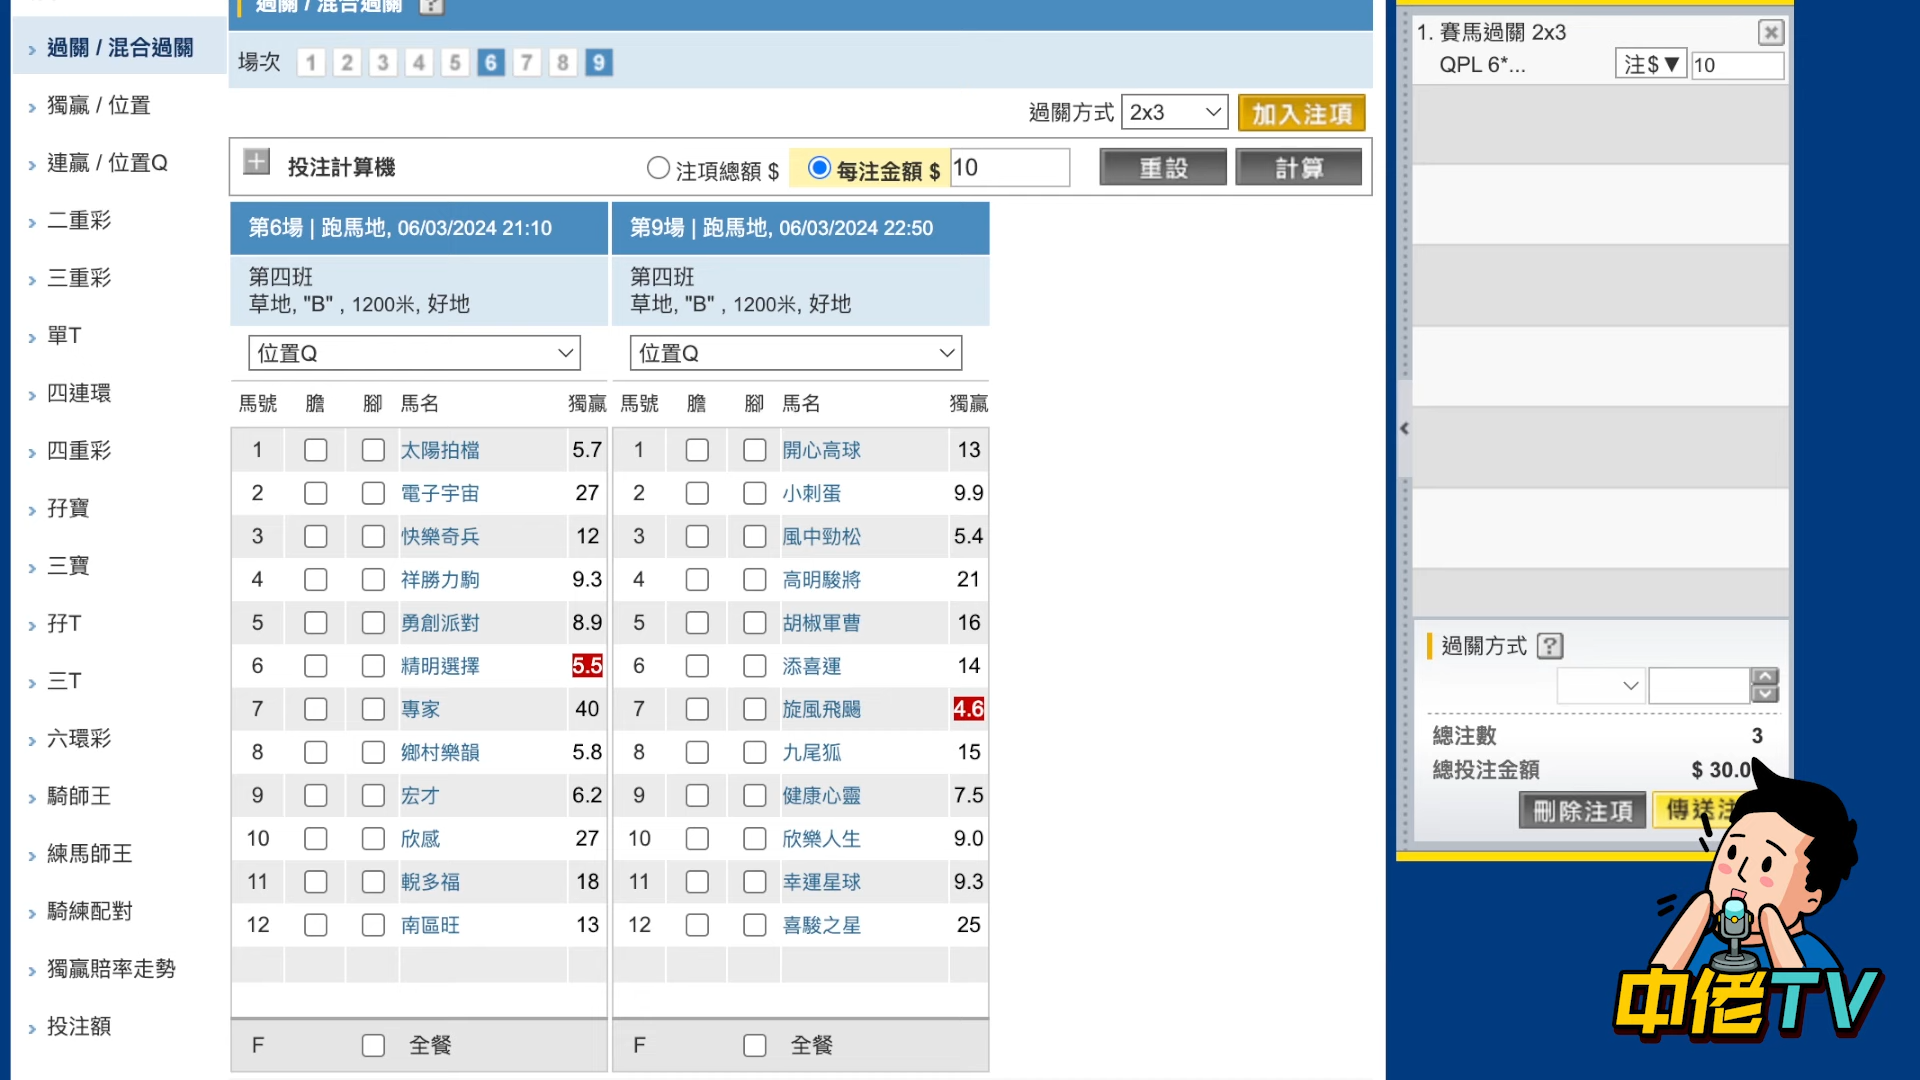 過關 / 混合過關 ?
過關 / 混合過關
獨贏 / 位置
連贏 / 位置Q
二重彩
三重彩
單T
四連環
四重彩
孖寶
三寶
孖T
三T
六環彩
騎師王
練馬師王
騎練配對
獨贏賠率走勢
投注額
場次 1 2 3 4 5 6 7 8 9
過關方式 2x3 加入注項
投注計算機 注項總額 $ 每注金額 $ 10 重設 計算
第6場 | 跑馬地, 06/03/2024 21:10
第四班
草地, "B" , 1200米, 好地
位置Q
馬號 膽 腳 馬名 獨贏
1 太陽拍檔 5.7
2 電子宇宙 27
3 快樂奇兵 12
4 祥勝力駒 9.3
5 勇創派對 8.9
6 精明選擇 5.5
7 專家 40
8 鄉村樂韻 5.8
9 宏才 6.2
10 欣感 27
11 輗多福 18
12 南區旺 13
F 全餐
第9場 | 跑馬地, 06/03/2024 22:50
第四班
草地, "B" , 1200米, 好地
位置Q
馬號 膽 腳 馬名 獨贏
1 開心高球 13
2 小刺蛋 9.9
3 風中勁松 5.4
4 高明駿將 21
5 胡椒軍曹 16
6 添喜運 14
7 旋風飛颺 4.6
8 九尾狐 15
9 健康心靈 7.5
10 欣樂人生 9.0
11 幸運星球 9.3
12 喜駿之星 25
F 全餐
1. 賽馬過關 2x3
QPL 6*... 注$▼ 10
過關方式 ?
總注數 3
總投注金額 $ 30.0
刪除注項 傳送注
中佬TV